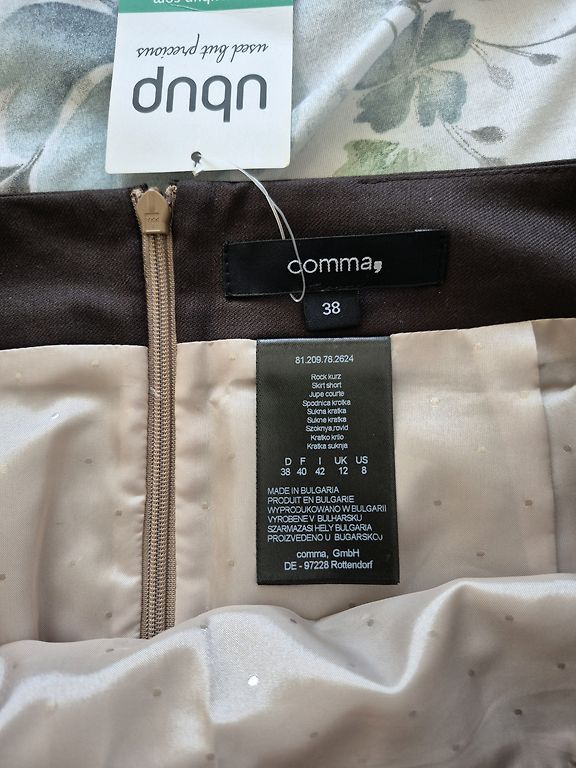 ubup
used but precious
comma,
38
81.209.78.2624
Rock kurz
Skirt short
Jupe courte
Spodnica krotka
Sukna kratka
Sukne kratka
Szoknya,rovid
Kratko krilo
Kratka suknja
D F I UK US
38 40 42 12 8
MADE IN BULGARIA
PRODUIT EN BULGARIE
WYPRODUKOWANO W BULGARII
VYROBENE V BULHARSKU
SZARMAZASI HELY BULGARIA
PROIZVEDENO U BUGARSKOJ
comma, GmbH
DE - 97228 Rottendorf